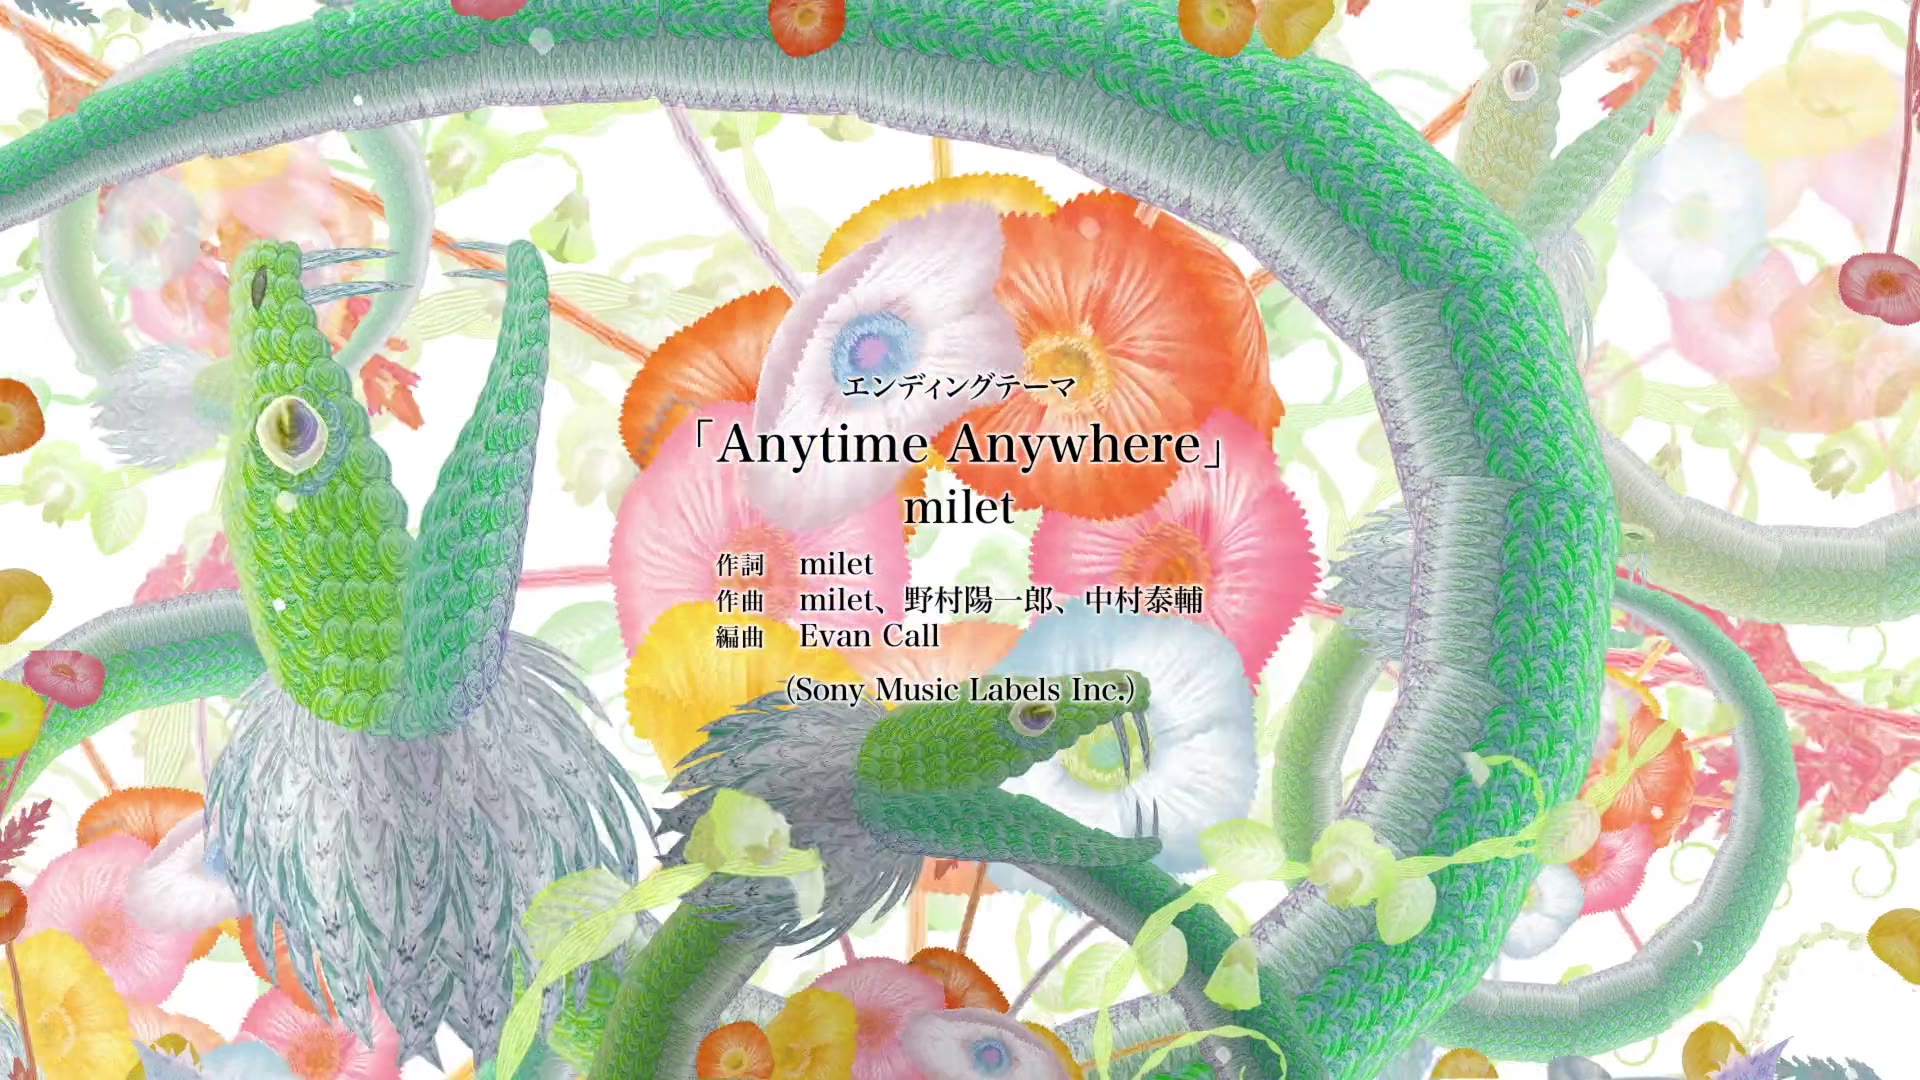 エンディングテーマ
「Anytime Anywhere」
milet
作詞 milet
作曲 milet、野村陽一郎、中村泰輔
編曲 Evan Call
(Sony Music Labels Inc.)